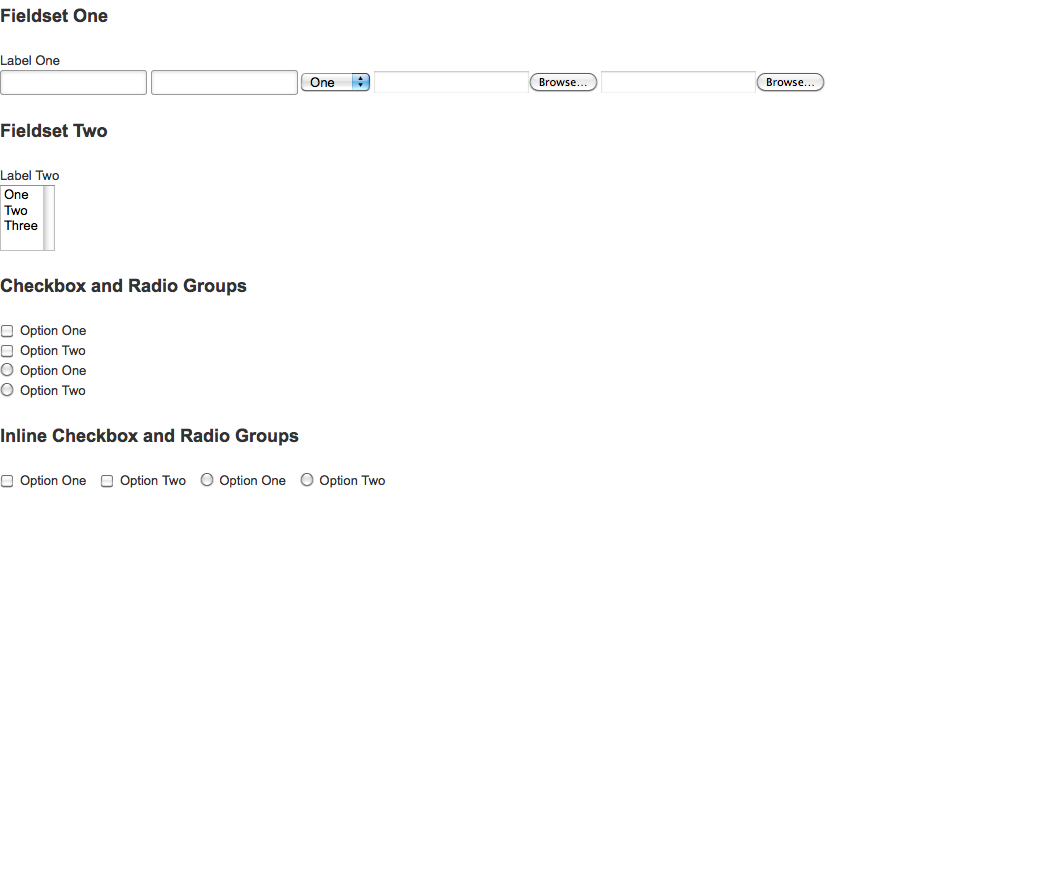 Fieldset One
Label One
One Browse... Browse...
Fieldset Two
Label Two
One
Two
Three
Checkbox and Radio Groups
Option One
Option Two
Option One
Option Two
Inline Checkbox and Radio Groups
Option One Option Two Option One Option Two